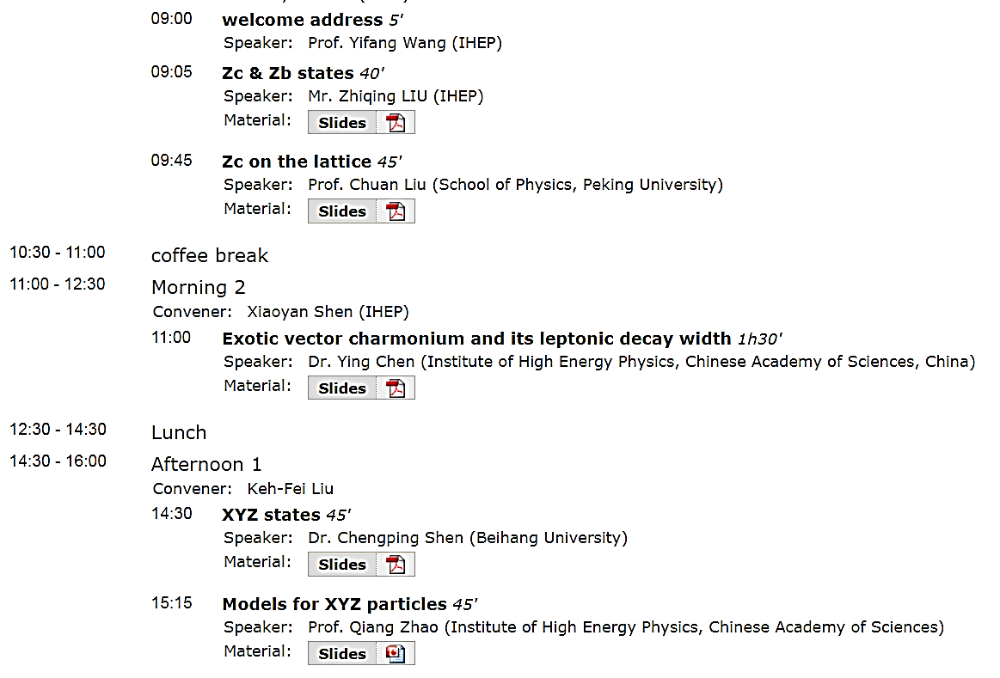 09:00 welcome address 5'
Speaker: Prof. Yifang Wang (IHEP)
09:05 Zc & Zb states 40'
Speaker: Mr. Zhiqing LIU (IHEP)
Material: Slides
09:45 Zc on the lattice 45'
Speaker: Prof. Chuan Liu (School of Physics, Peking University)
Material: Slides
10:30 - 11:00 coffee break
11:00 - 12:30 Morning 2
Convener: Xiaoyan Shen (IHEP)
11:00 Exotic vector charmonium and its leptonic decay width 1h30'
Speaker: Dr. Ying Chen (Institute of High Energy Physics, Chinese Academy of Sciences, China)
Material: Slides
12:30 - 14:30 Lunch
14:30 - 16:00 Afternoon 1
Convener: Keh-Fei Liu
14:30 XYZ states 45'
Speaker: Dr. Chengping Shen (Beihang University)
Material: Slides
15:15 Models for XYZ particles 45'
Speaker: Prof. Qiang Zhao (Institute of High Energy Physics, Chinese Academy of Sciences)
Material: Slides